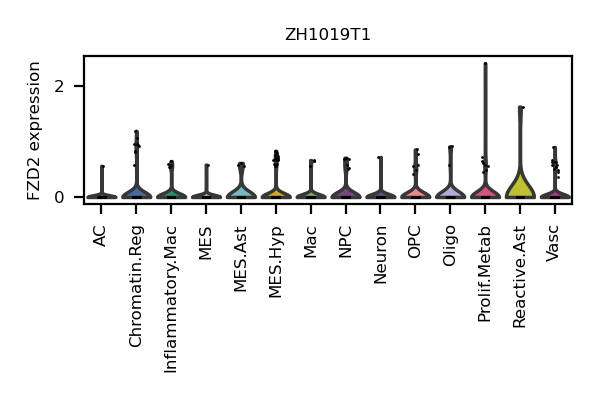 ZH1019T1
FZD2 expression
2
0
AC
Chromatin.Reg
Inflammatory.Mac
MES
MES.Ast
MES.Hyp
Mac
NPC
Neuron
OPC
Oligo
Prolif.Metab
Reactive.Ast
Vasc